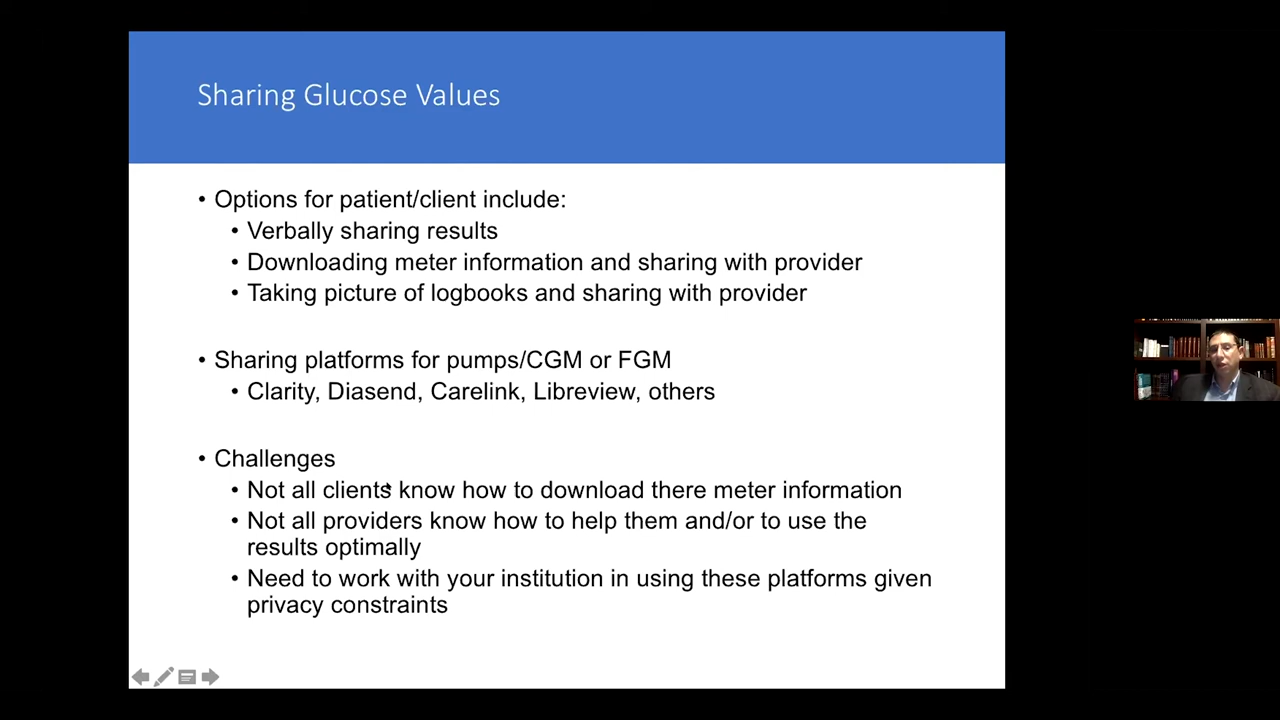 Sharing Glucose Values
• Options for patient/client include:
• Verbally sharing results
• Downloading meter information and sharing with provider
• Taking picture of logbooks and sharing with provider
• Sharing platforms for pumps/CGM or FGM
• Clarity, Diasend, Carelink, Libreview, others
• Challenges
• Not all clients know how to download there meter information
• Not all providers know how to help them and/or to use the
results optimally
• Need to work with your institution in using these platforms given
privacy constraints